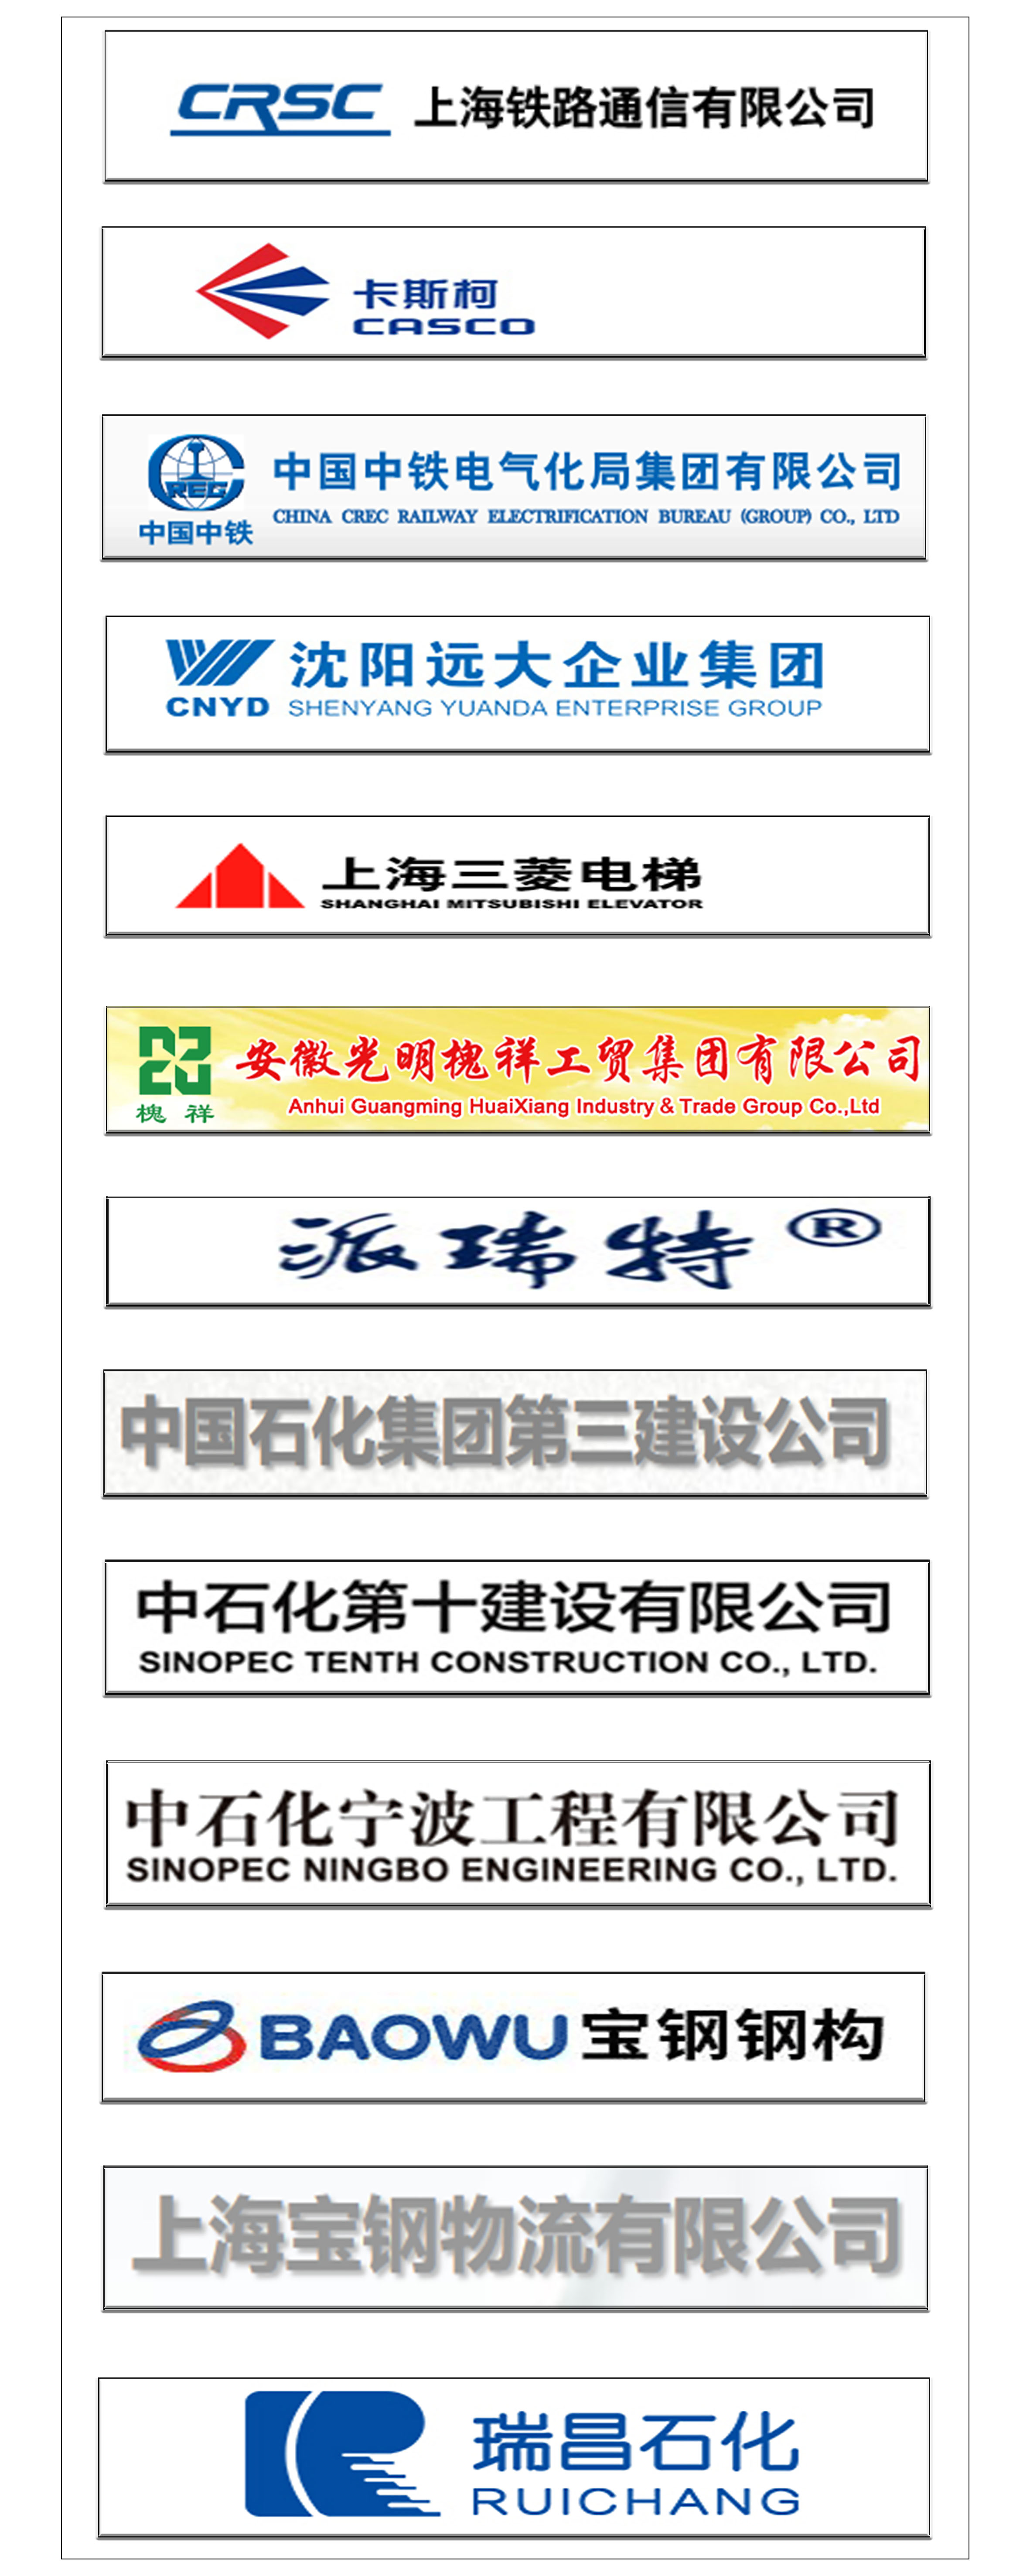 CRSC 上海铁路通信有限公司
卡斯柯
CASCO
中国中铁电气化局集团有限公司
CHINA CREC RAILWAY ELECTRIFICATION BUREAU (GROUP) CO., LTD
REG
中国中铁
沈阳远大企业集团
CNYD SHENYANG YUANDA ENTERPRISE GROUP
上海三菱电梯
SHANGHAI MITSUBISHI ELEVATOR
安徽光明槐祥工贸集团有限公司
Anhui Guangming HuaiXiang Industry & Trade Group Co.,Ltd
槐祥
派瑞特®
中国石化集团第三建设公司
中石化第十建设有限公司
SINOPEC TENTH CONSTRUCTION CO., LTD.
中石化宁波工程有限公司
SINOPEC NINGBO ENGINEERING CO., LTD.
BAOWU 宝钢钢构
上海宝钢物流有限公司
瑞昌石化
RUICHANG